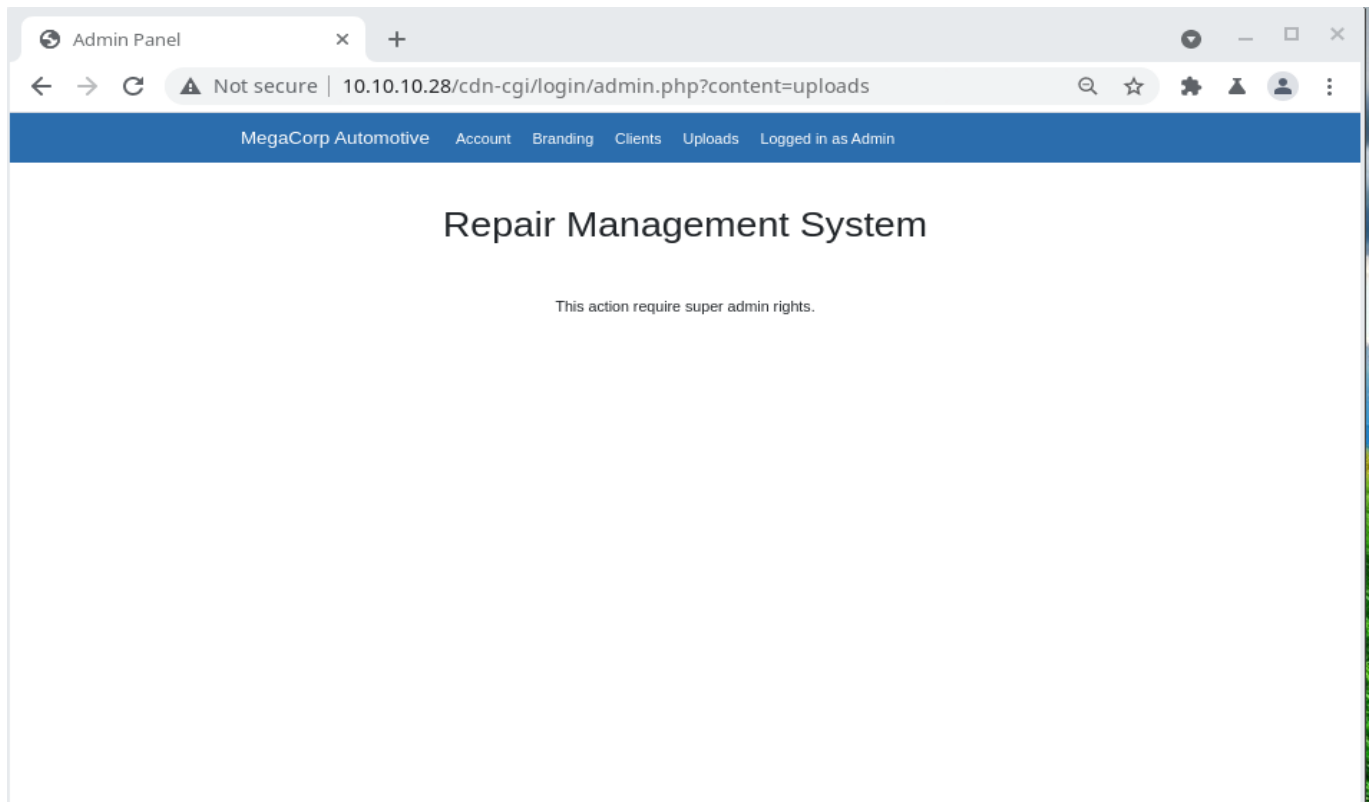 Admin Panel
Not secure | 10.10.10.28/cdn-cgi/login/admin.php?content=uploads
MegaCorp Automotive Account Branding Clients Uploads Logged in as Admin
Repair Management System
This action require super admin rights.